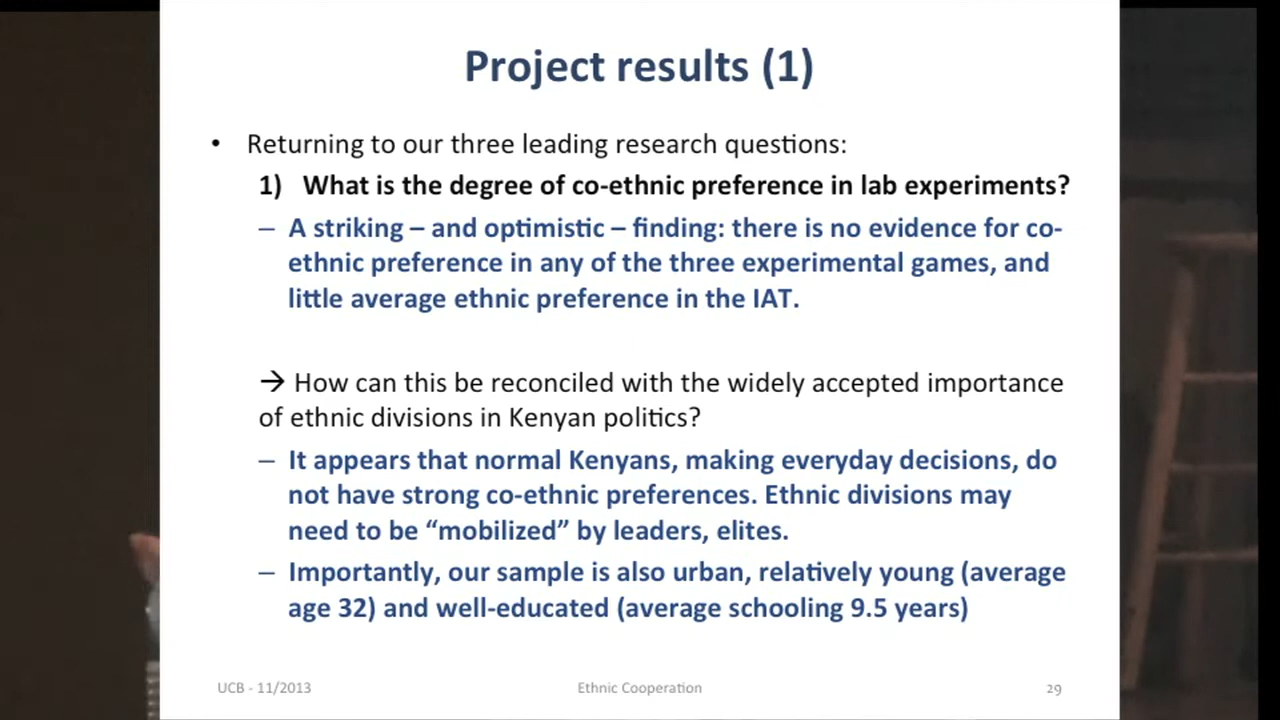 Project results (1)
• Returning to our three leading research questions:
1) What is the degree of co-ethnic preference in lab experiments?
– A striking – and optimistic – finding: there is no evidence for co-
ethnic preference in any of the three experimental games, and
little average ethnic preference in the IAT.
→ How can this be reconciled with the widely accepted importance
of ethnic divisions in Kenyan politics?
– It appears that normal Kenyans, making everyday decisions, do
not have strong co-ethnic preferences. Ethnic divisions may
need to be “mobilized” by leaders, elites.
– Importantly, our sample is also urban, relatively young (average
age 32) and well-educated (average schooling 9.5 years)
UCB - 11/2013
Ethnic Cooperation
29